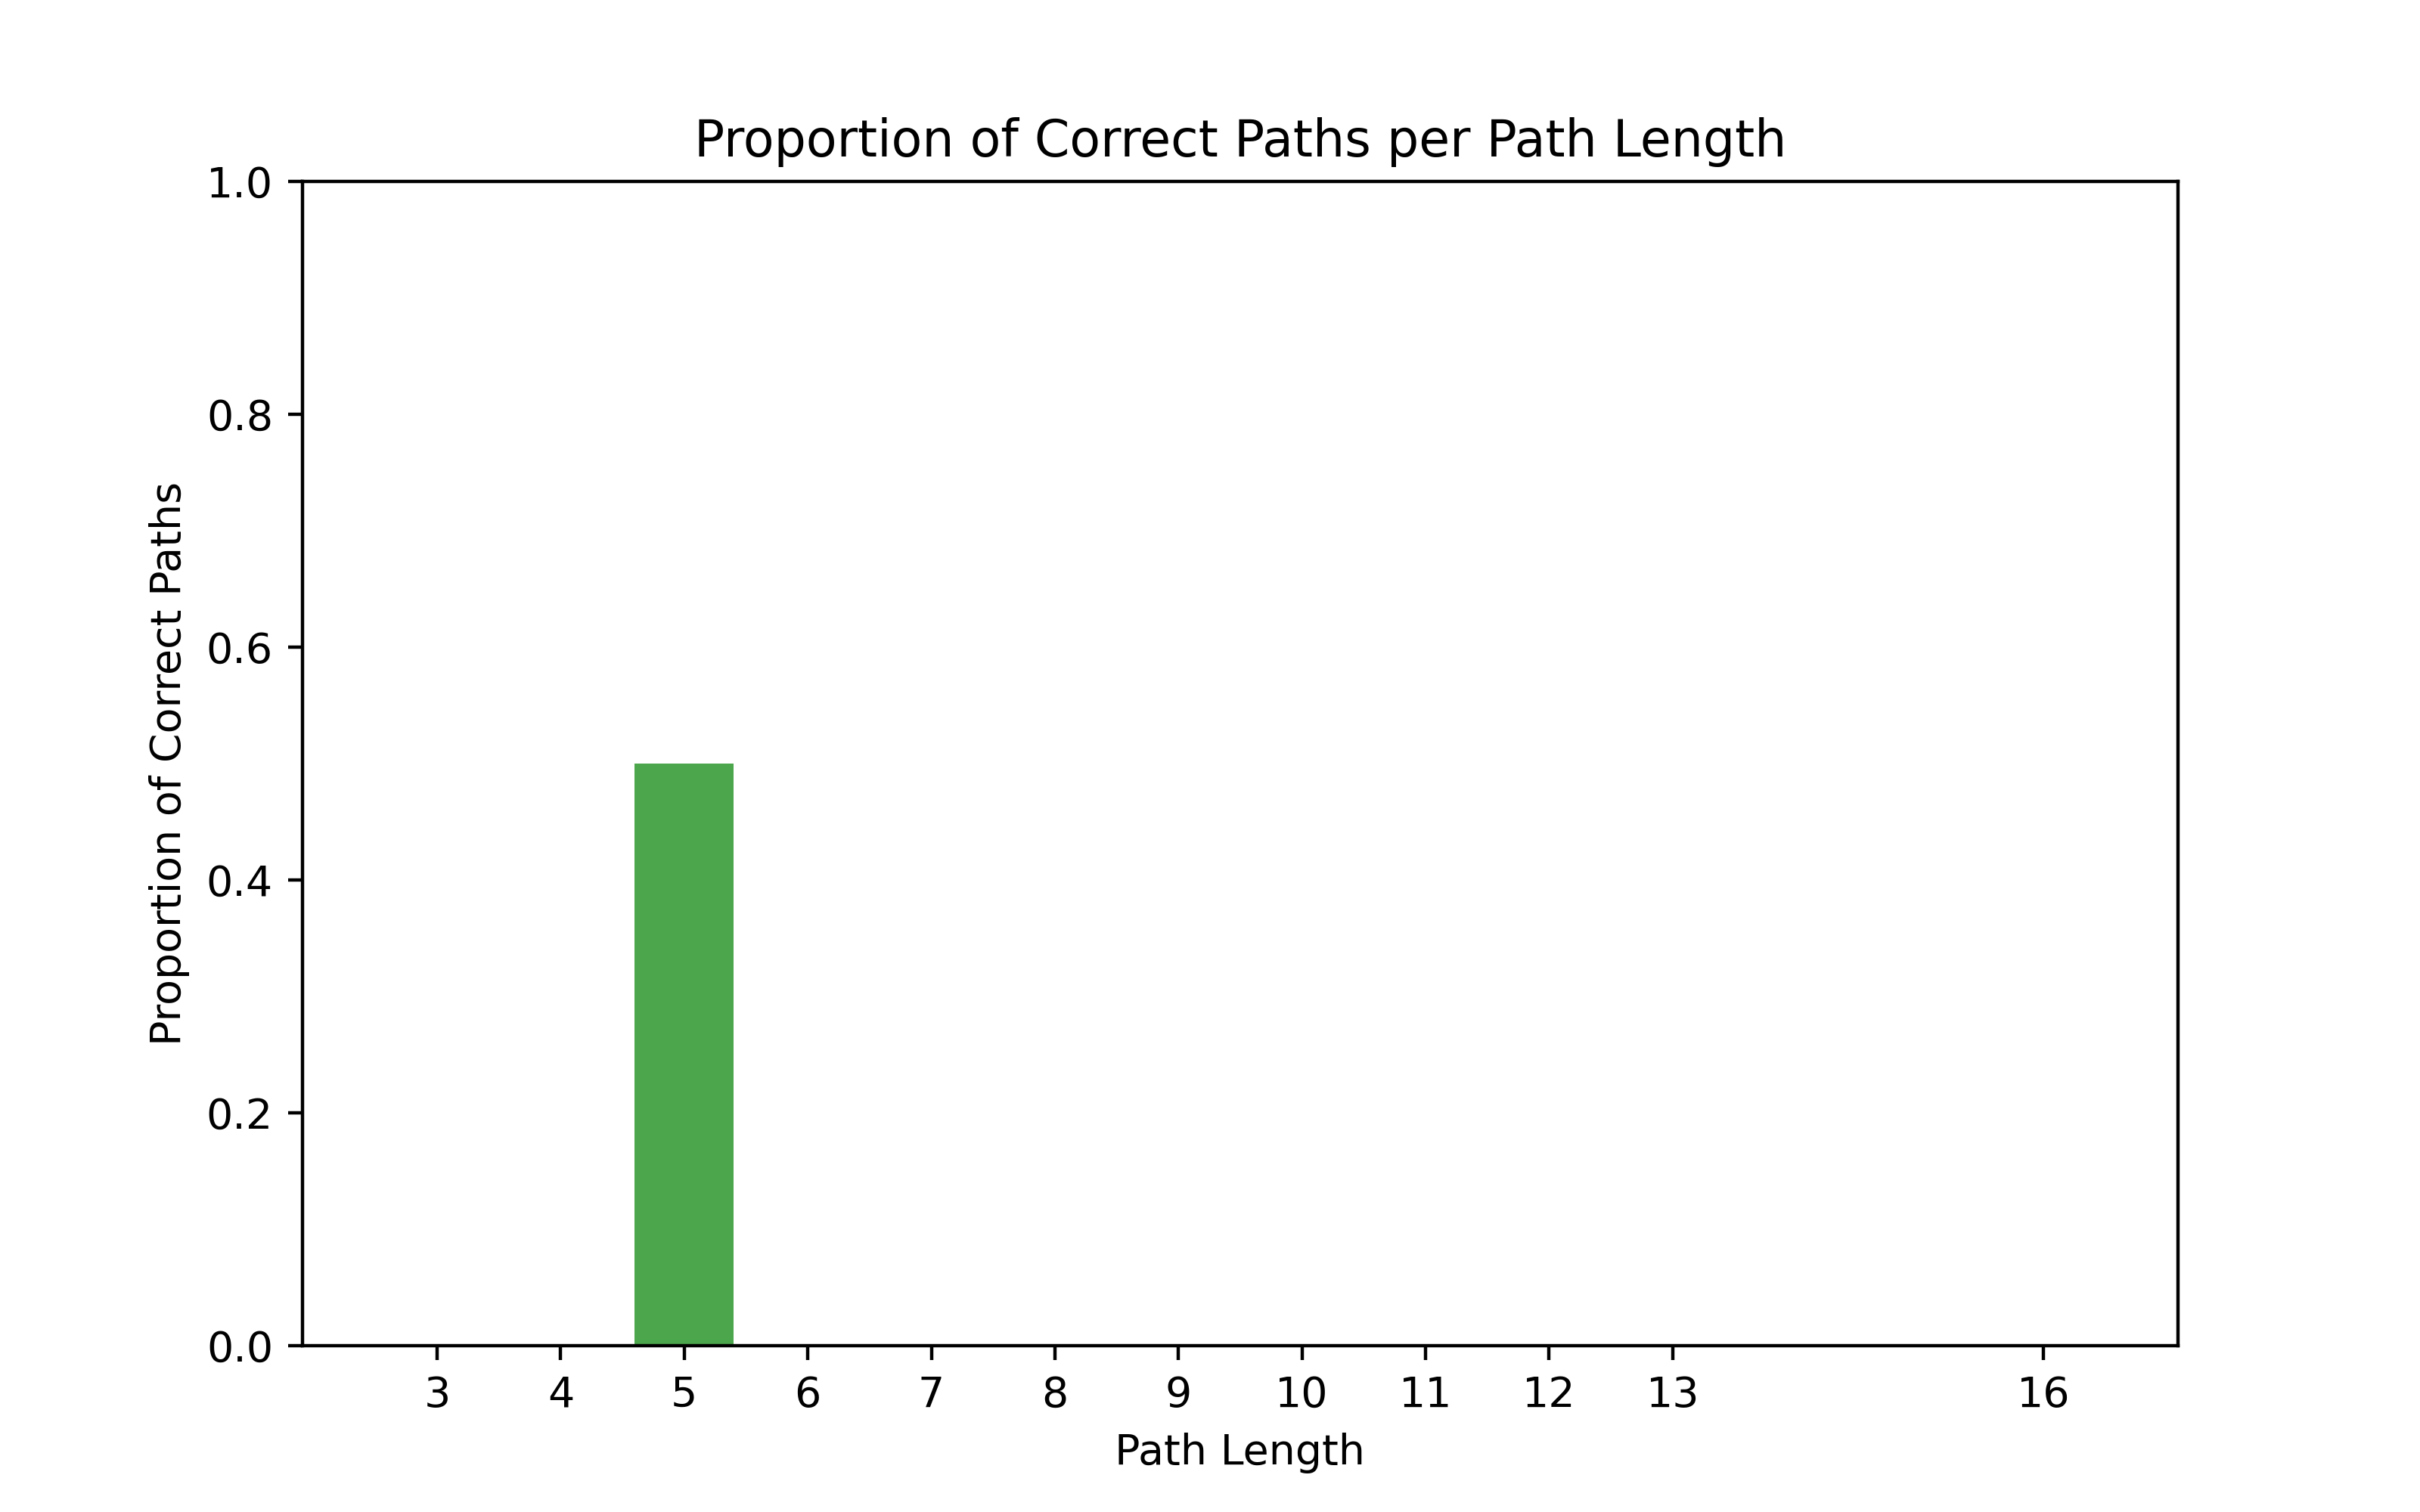 Proportion of Correct Paths per Path Length
Proportion of Correct Paths
1.0
0.8
0.6
0.4
0.2
0.0
3 4 5 6 7 8 9 10 11 12 13 16
Path Length